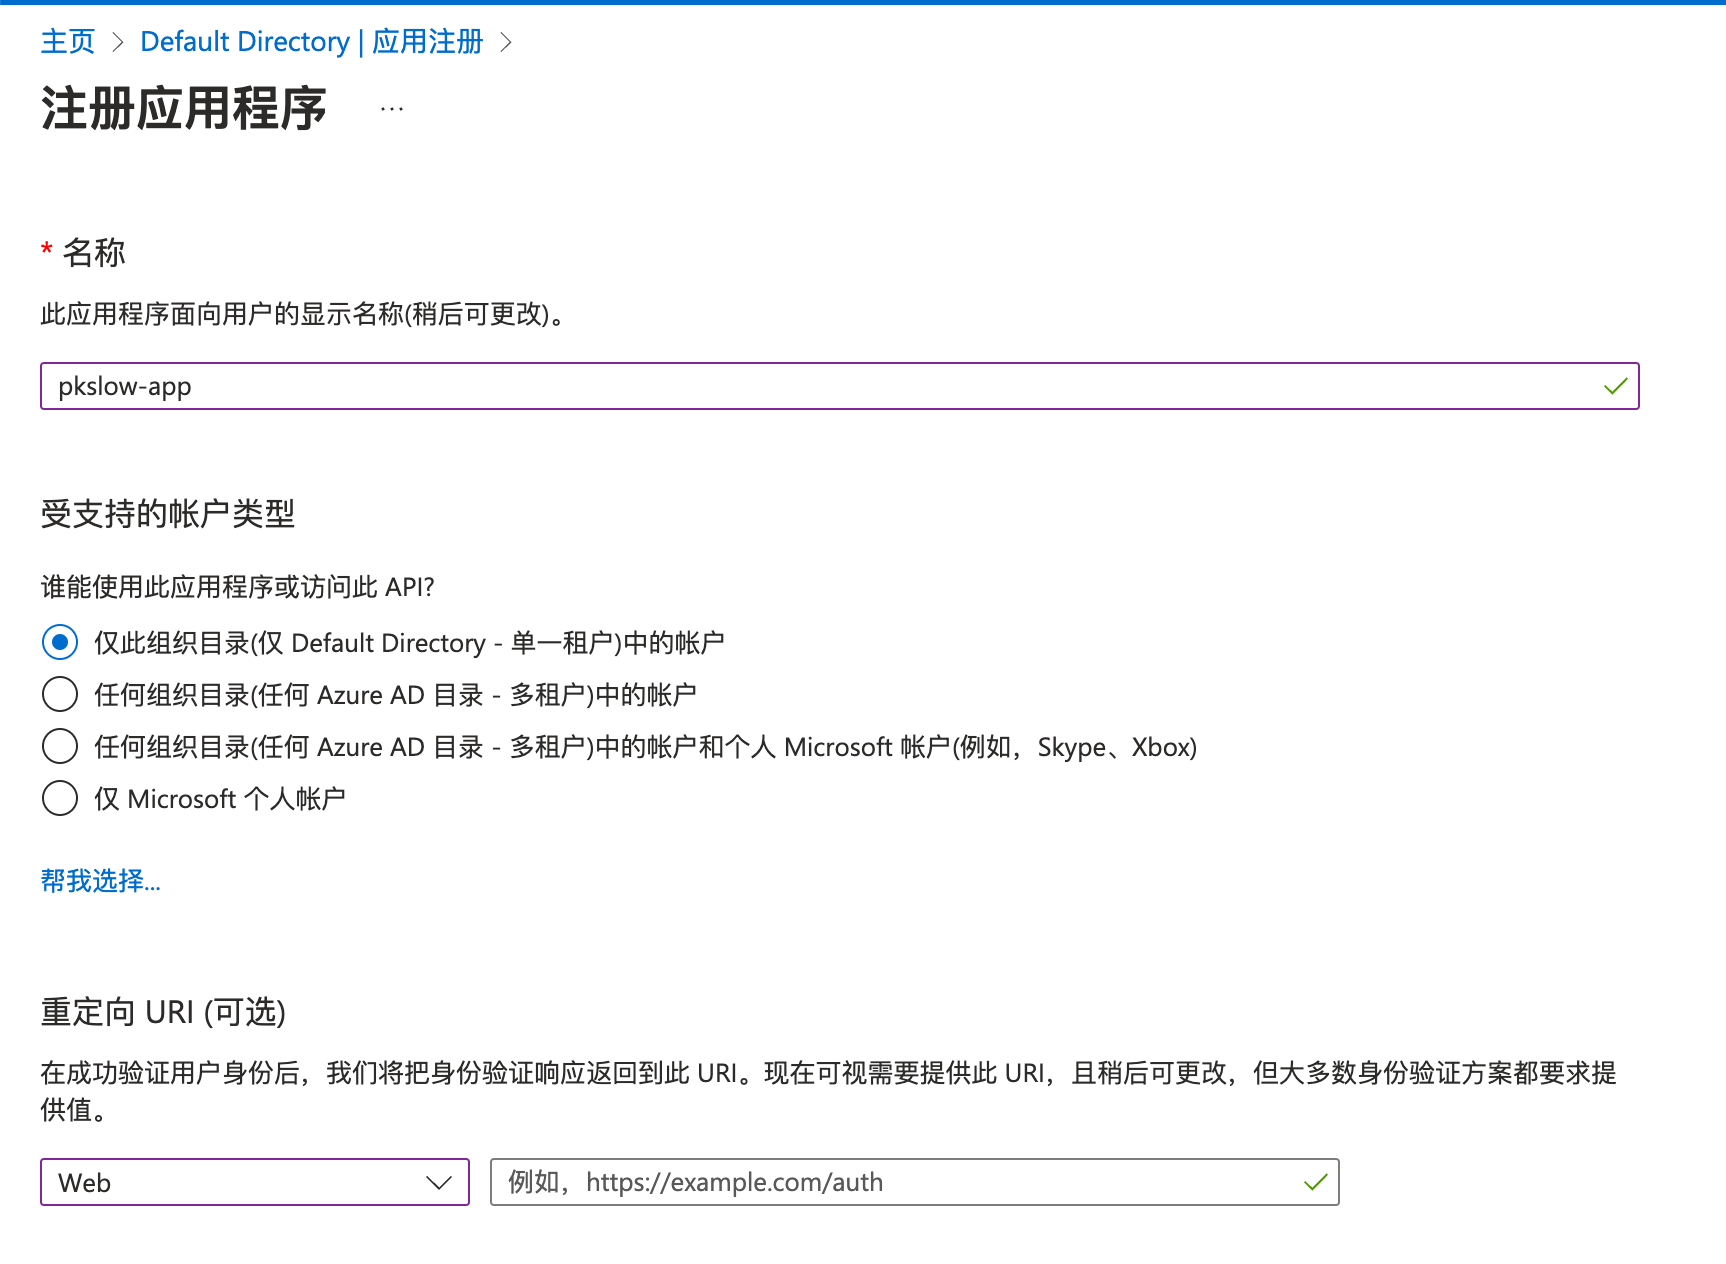 主页 > Default Directory | 应用注册 >
注册应用程序 ...
* 名称
此应用程序面向用户的显示名称(稍后可更改)。
pkslow-app
受支持的帐户类型
谁能使用此应用程序或访问此 API?
仅此组织目录(仅 Default Directory - 单一租户)中的帐户
任何组织目录(任何 Azure AD 目录 - 多租户)中的帐户
任何组织目录(任何 Azure AD 目录 - 多租户)中的帐户和个人 Microsoft 帐户(例如，Skype、Xbox)
仅 Microsoft 个人帐户
帮我选择...
重定向 URI (可选)
在成功验证用户身份后，我们将把身份验证响应返回到此 URI。现在可视需要提供此 URI，且稍后可更改，但大多数身份验证方案都要求提
供值。
Web
例如，https://example.com/auth